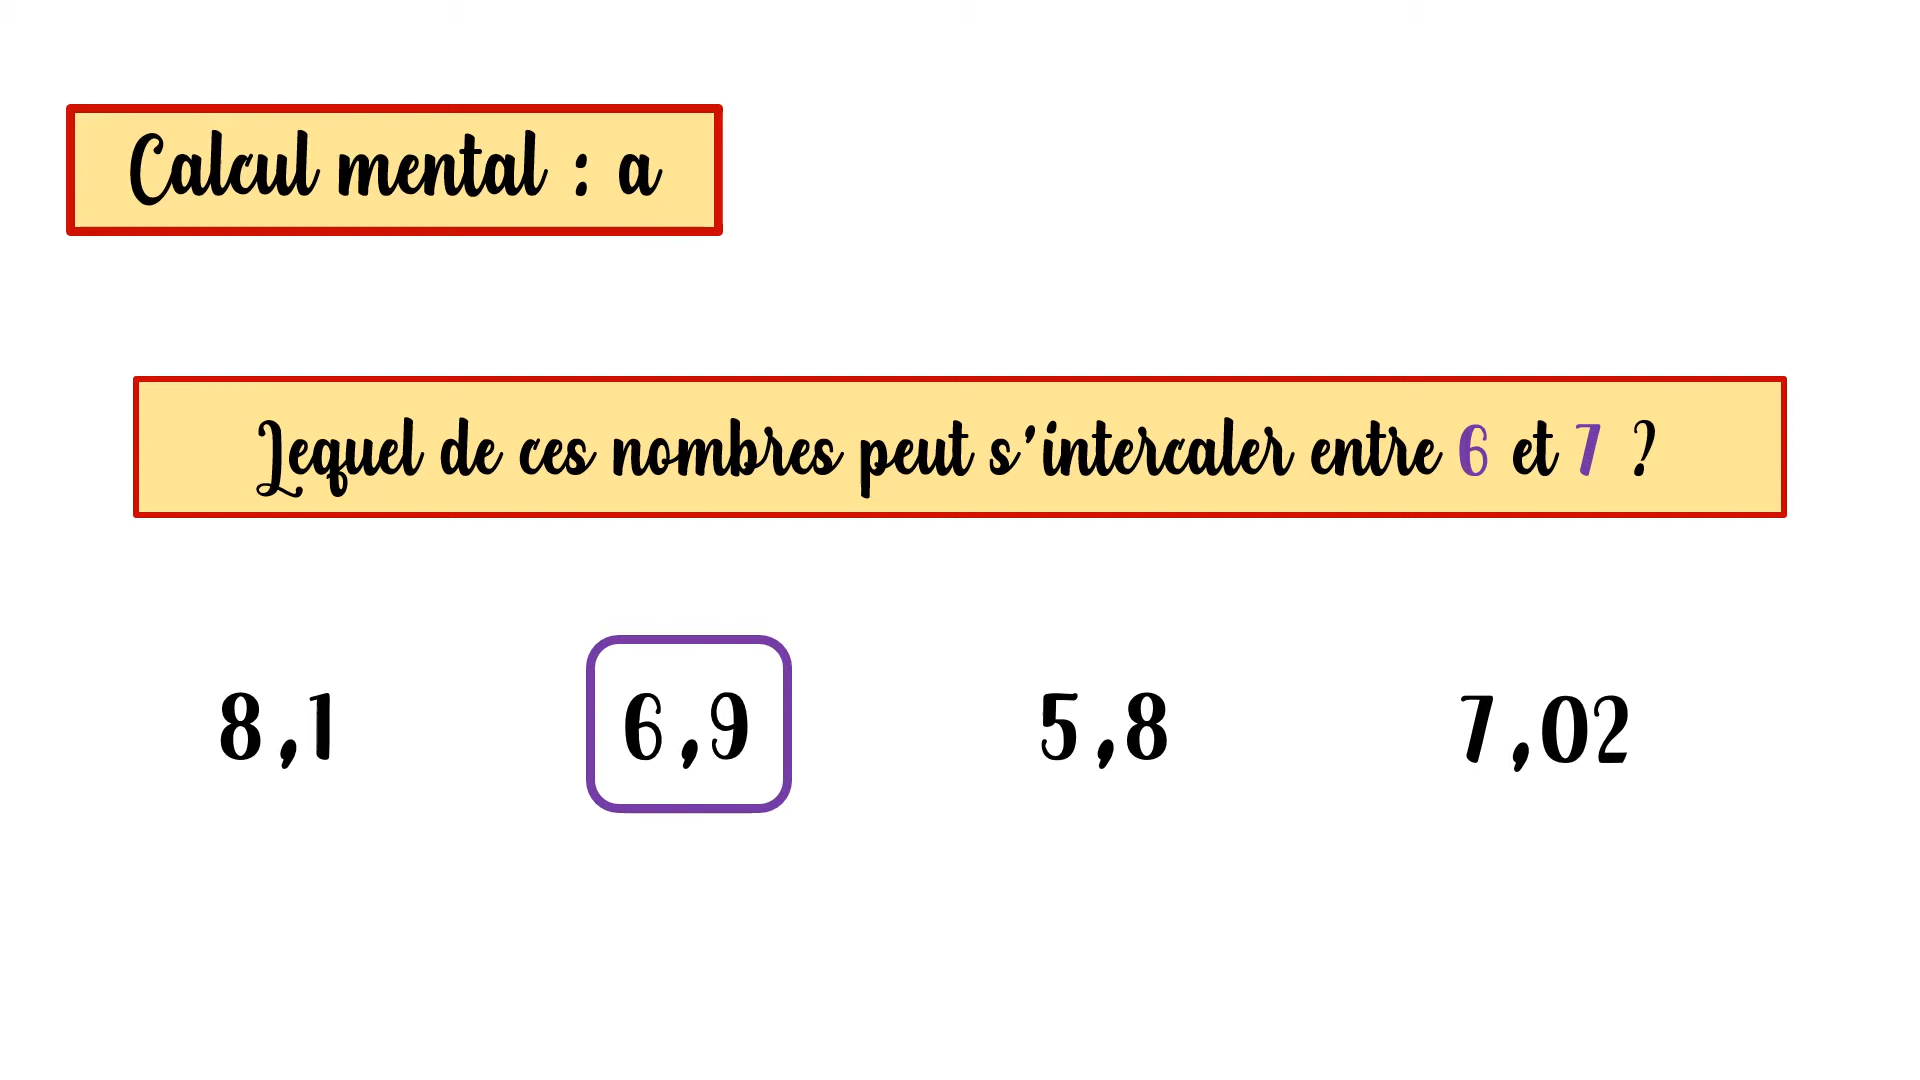 Calcul mental : a
Lequel de ces nombres peut s'intercaler entre 6 et 7 ?
8,1 6,9 5,8 7,02